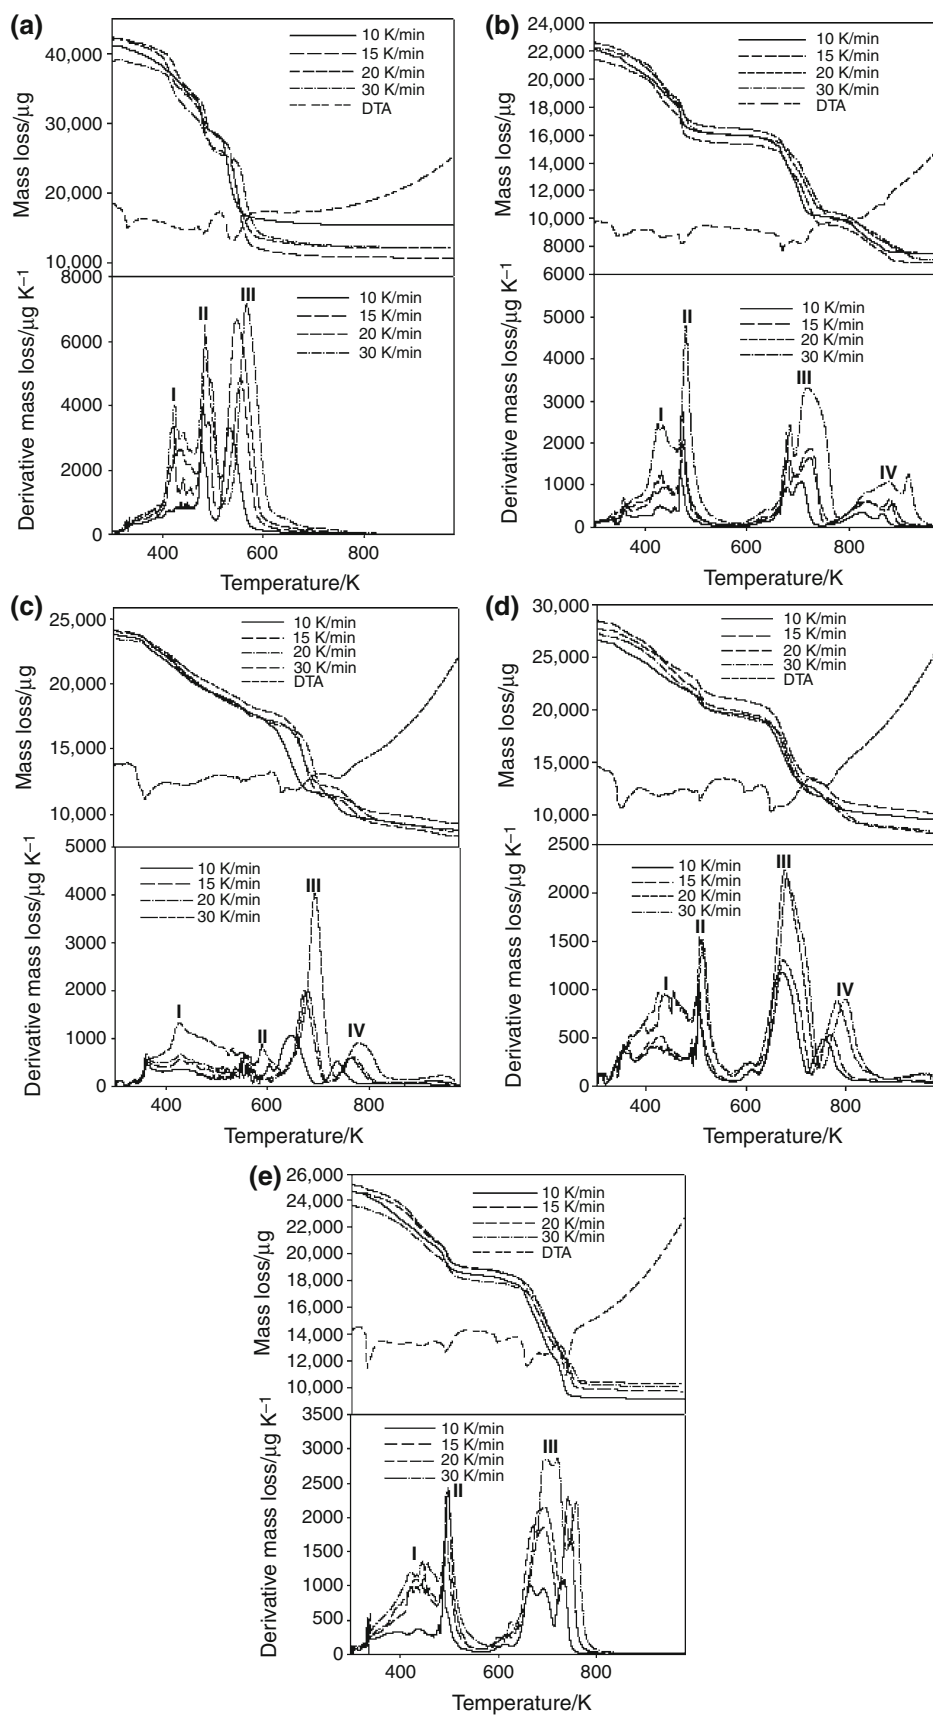 (a)
40,000
30,000
20,000
10,000
Mass loss/µg
10 K/min
15 K/min
20 K/min
30 K/min
DTA
8000
6000
4000
2000
0
Derivative mass loss/µg K⁻¹
10 K/min
15 K/min
20 K/min
30 K/min
I
II
III
400 600 800
Temperature/K
(b)
24,000
22,000
20,000
18,000
16,000
14,000
12,000
10,000
8000
6000
Mass loss/µg
10 K/min
15 K/min
20 K/min
30 K/min
DTA
5000
4000
3000
2000
1000
0
Derivative mass loss/µg K⁻¹
10 K/min
15 K/min
20 K/min
30 K/min
I
II
III
IV
400 600 800
Temperature/K
(c)
25,000
20,000
15,000
10,000
5000
Mass loss/µg
10 K/min
15 K/min
20 K/min
30 K/min
DTA
4000
3000
2000
1000
0
Derivative mass loss/µg K⁻¹
10 K/min
15 K/min
20 K/min
30 K/min
I
II
III
IV
400 600 800
Temperature/K
(d)
30,000
25,000
20,000
15,000
10,000
2500
Mass loss/µg
10 K/min
15 K/min
20 K/min
30 K/min
DTA
2000
1500
1000
500
0
Derivative mass loss/µg K⁻¹
10 K/min
15 K/min
20 K/min
30 K/min
I
II
III
IV
400 600 800
Temperature/K
(e)
26,000
24,000
22,000
20,000
18,000
16,000
14,000
12,000
10,000
3500
Mass loss/µg
10 K/min
15 K/min
20 K/min
30 K/min
DTA
3000
2500
2000
1500
1000
500
0
Derivative mass loss/µg K⁻¹
10 K/min
15 K/min
20 K/min
30 K/min
I
II
III
400 600 800
Temperature/K